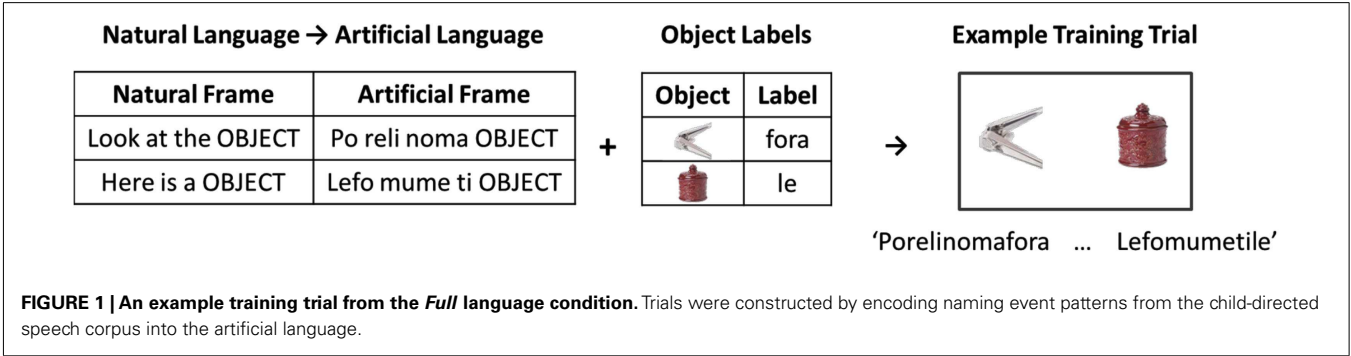 Natural Language → Artificial Language
Natural Frame Artificial Frame
Look at the OBJECT Po reli noma OBJECT
Here is a OBJECT Lefo mume ti OBJECT
+
Object Labels
Object Label
fora
le
→
Example Training Trial
‘Porelinomafora ... Lefomumetile’
FIGURE 1 | An example training trial from the Full language condition. Trials were constructed by encoding naming event patterns from the child-directed
speech corpus into the artificial language.